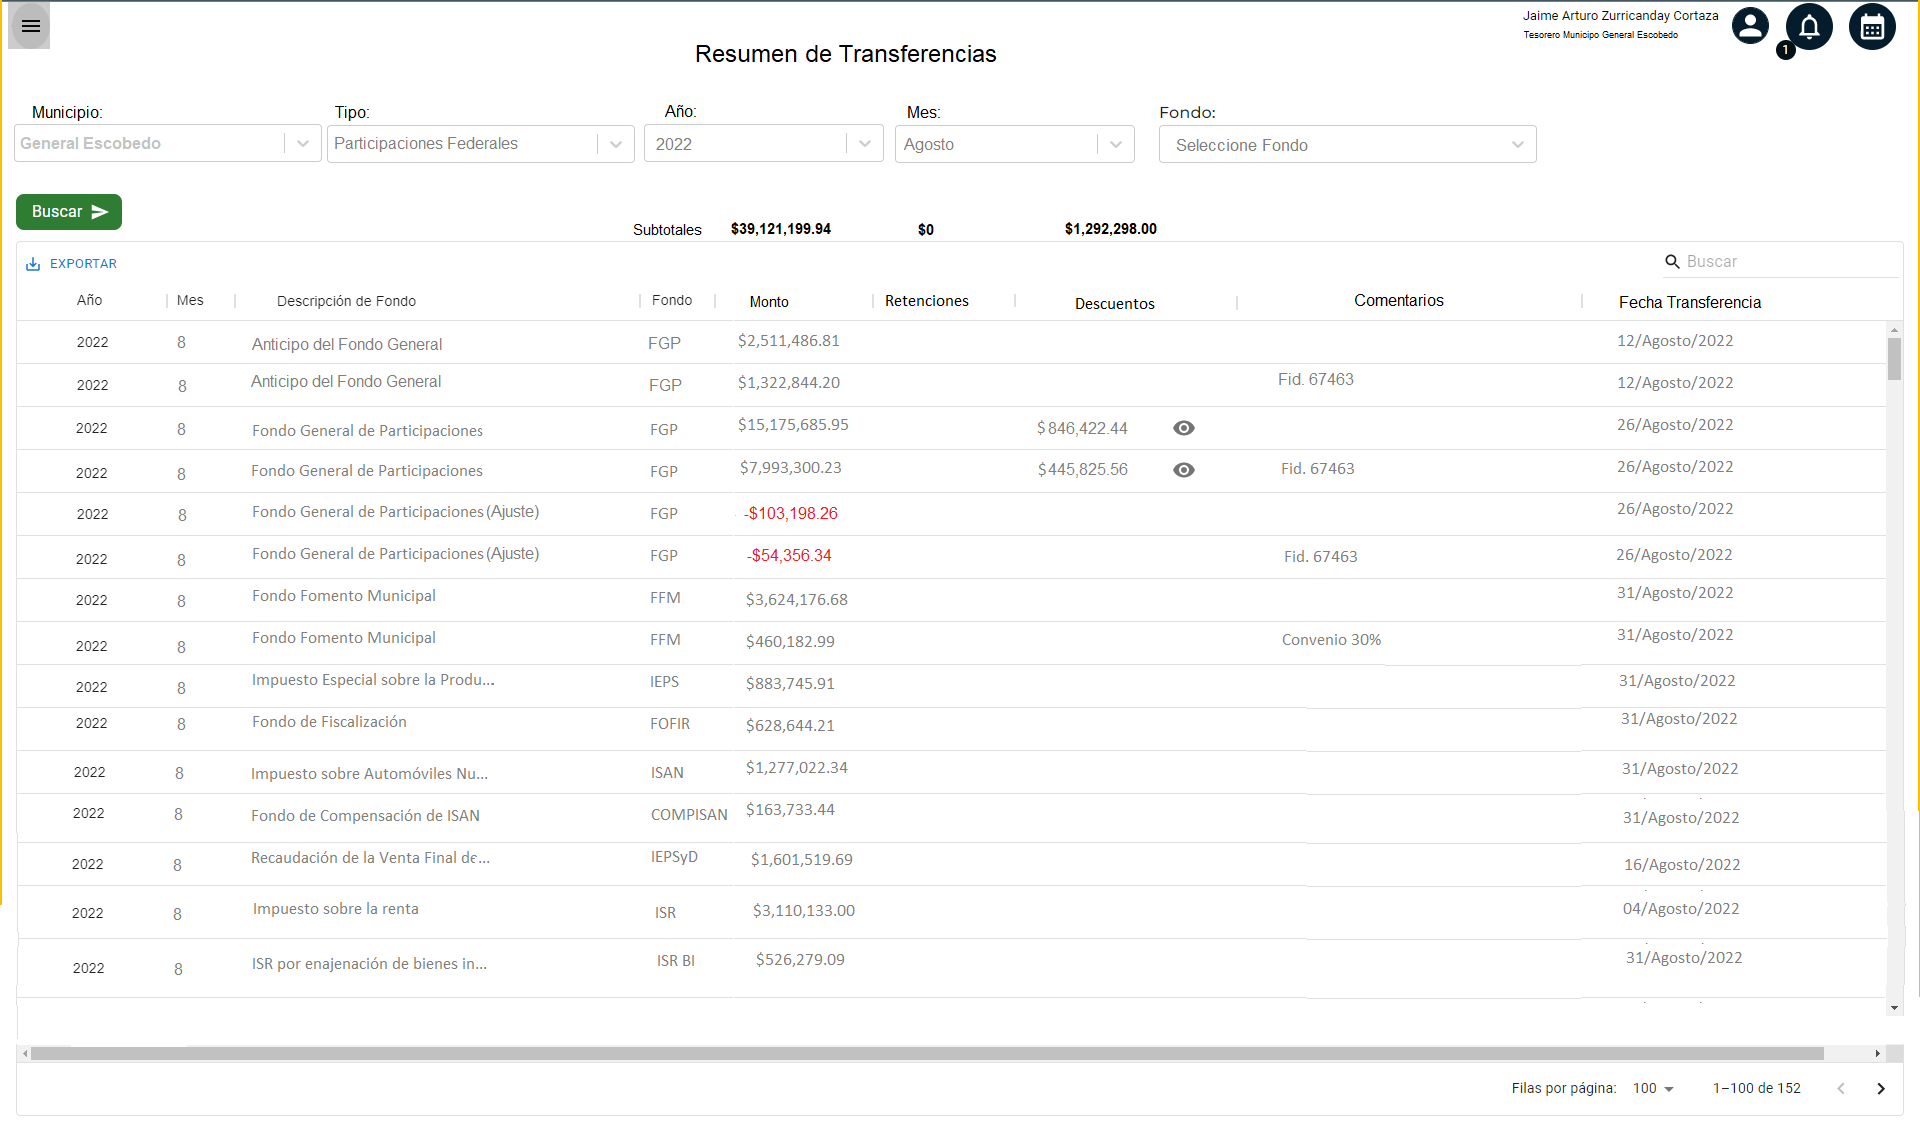 Jaime Arturo Zurricanday Cortaza
Tesorero Municipo General Escobedo
1
Resumen de Transferencias
Municipio: Tipo: Año: Mes: Fondo:
General Escobedo Participaciones Federales 2022 Agosto Seleccione Fondo
Buscar
Subtotales $39,121,199.94 $0 $1,292,298.00
EXPORTAR Buscar
Año Mes Descripción de Fondo Fondo Monto Retenciones Descuentos Comentarios Fecha Transferencia
2022 8 Anticipo del Fondo General FGP $2,511,486.81 12/Agosto/2022
2022 8 Anticipo del Fondo General FGP $1,322,844.20 Fid. 67463 12/Agosto/2022
2022 8 Fondo General de Participaciones FGP $15,175,685.95 $846,422.44 26/Agosto/2022
2022 8 Fondo General de Participaciones FGP $7,993,300.23 $445,825.56 Fid. 67463 26/Agosto/2022
2022 8 Fondo General de Participaciones (Ajuste) FGP -$103,198.26 26/Agosto/2022
2022 8 Fondo General de Participaciones (Ajuste) FGP -$54,356.34 Fid. 67463 26/Agosto/2022
2022 8 Fondo Fomento Municipal FFM $3,624,176.68 31/Agosto/2022
2022 8 Fondo Fomento Municipal FFM $460,182.99 Convenio 30% 31/Agosto/2022
2022 8 Impuesto Especial sobre la Produ... IEPS $883,745.91 31/Agosto/2022
2022 8 Fondo de Fiscalización FOFIR $628,644.21 31/Agosto/2022
2022 8 Impuesto sobre Automóviles Nu... ISAN $1,277,022.34 31/Agosto/2022
2022 8 Fondo de Compensación de ISAN COMPISAN $163,733.44 31/Agosto/2022
2022 8 Recaudación de la Venta Final de... IEPSyD $1,601,519.69 16/Agosto/2022
2022 8 Impuesto sobre la renta ISR $3,110,133.00 04/Agosto/2022
2022 8 ISR por enajenación de bienes in... ISR BI $526,279.09 31/Agosto/2022
Filas por página: 100 1–100 de 152